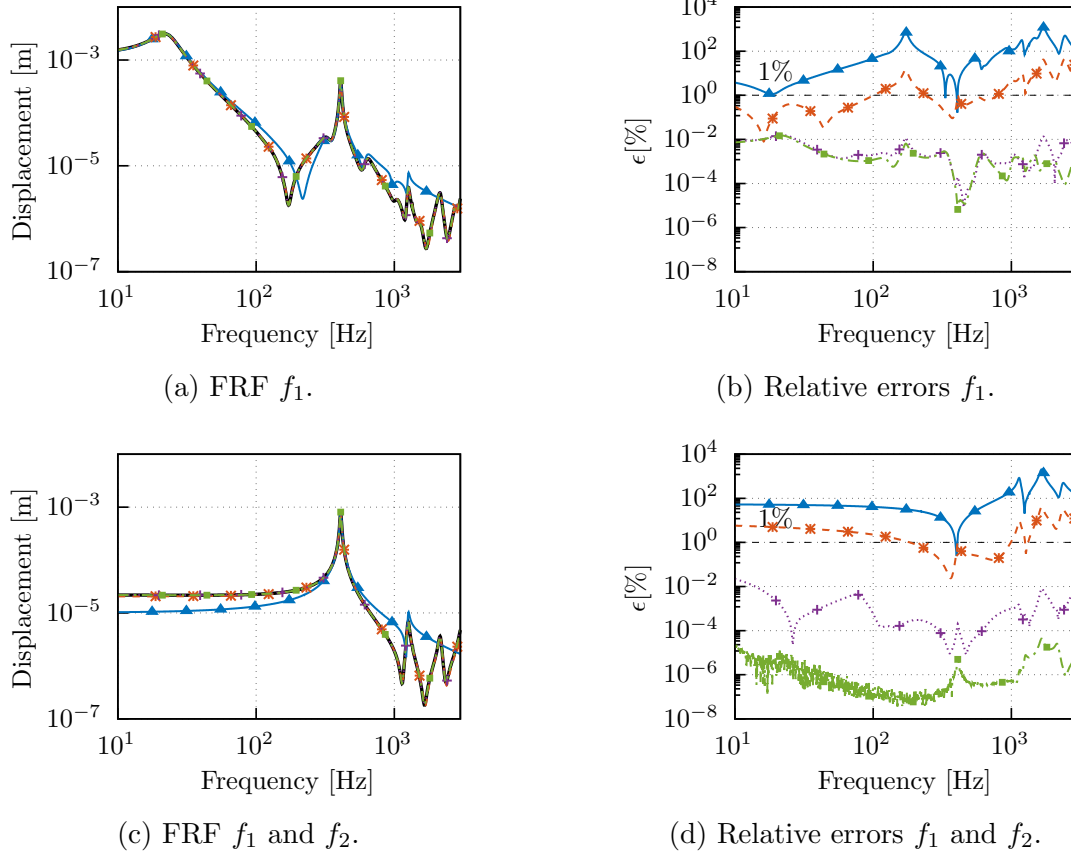 10^-3
10^-5
10^-7
10^1
10^2
10^3
Displacement [m]
Frequency [Hz]
(a) FRF f_1.
10^4
10^2
10^0
10^-2
10^-4
10^-6
10^-8
1%
10^1
10^2
10^3
ϵ[%]
Frequency [Hz]
(b) Relative errors f_1.
10^-3
10^-5
10^-7
10^1
10^2
10^3
Displacement [m]
Frequency [Hz]
(c) FRF f_1 and f_2.
10^4
10^2
10^0
10^-2
10^-4
10^-6
10^-8
1%
10^1
10^2
10^3
ϵ[%]
Frequency [Hz]
(d) Relative errors f_1 and f_2.